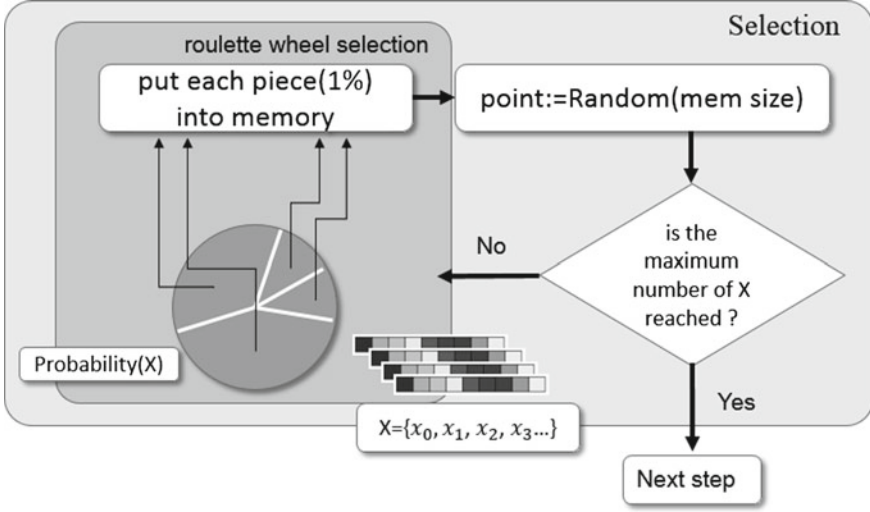 Selection
roulette wheel selection
put each piece(1%)
into memory
point:=Random(mem size)
is the
maximum
number of X
reached ?
No
Yes
Probability(X)
X={x₀, x₁, x₂, x₃...}
Next step